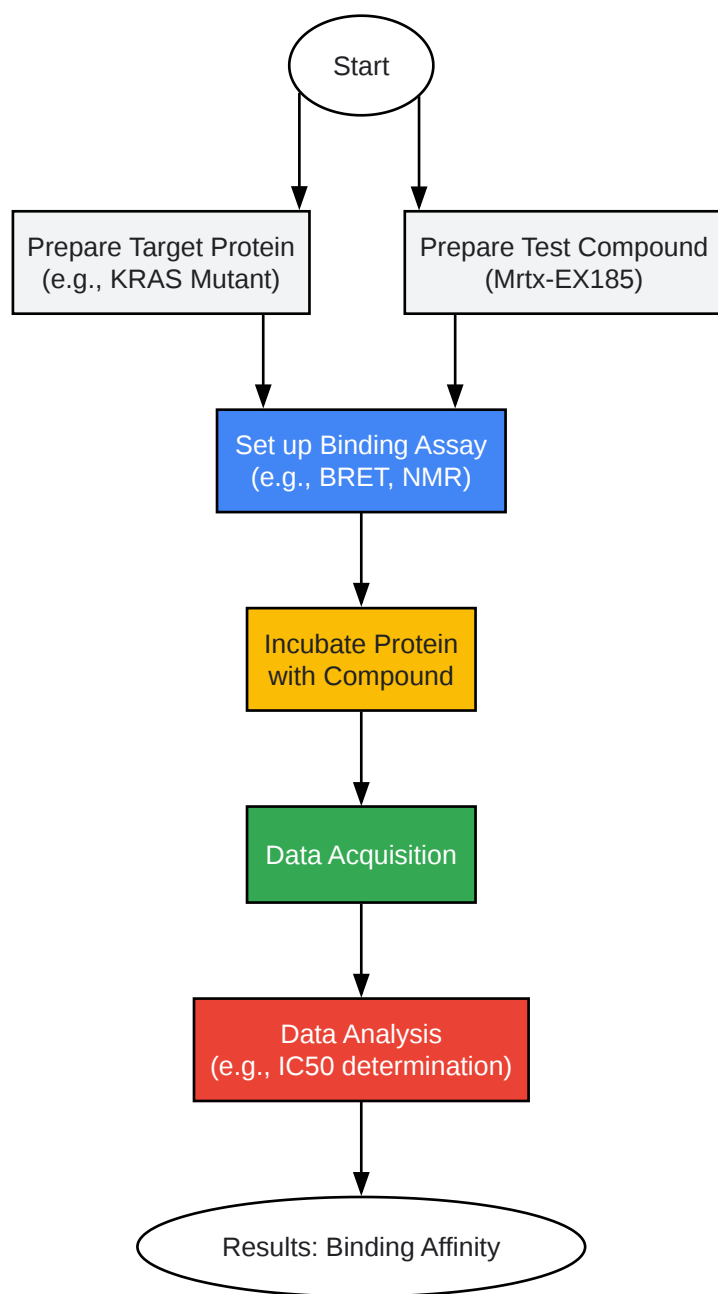 Start
Prepare Target Protein
(e.g., KRAS Mutant)
Prepare Test Compound
(Mrtx-EX185)
Set up Binding Assay
(e.g., BRET, NMR)
Incubate Protein
with Compound
Data Acquisition
Data Analysis
(e.g., IC50 determination)
Results: Binding Affinity